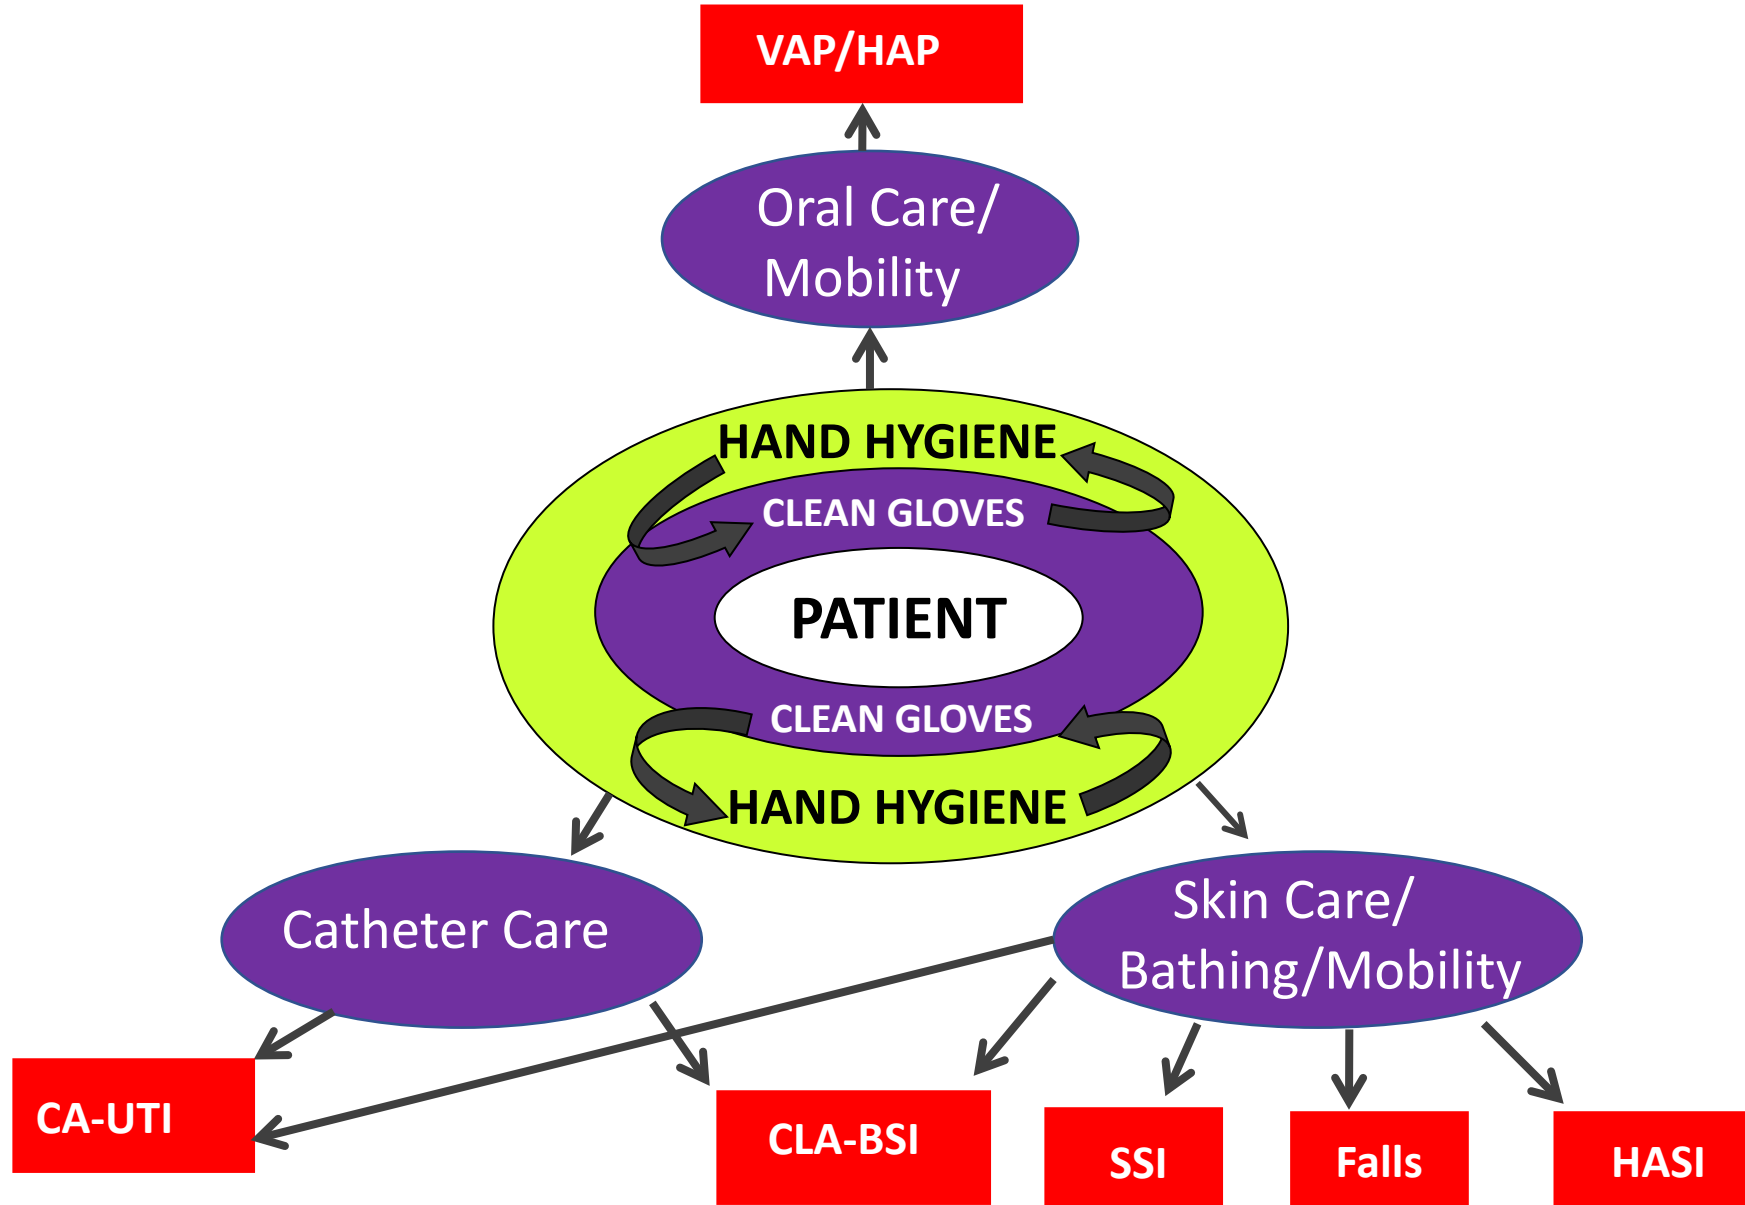 VAP/HAP
Oral Care/
Mobility
HAND HYGIENE
CLEAN GLOVES
PATIENT
CLEAN GLOVES
HAND HYGIENE
Catheter Care
Skin Care/
Bathing/Mobility
CA-UTI
CLA-BSI
SSI
Falls
HASI